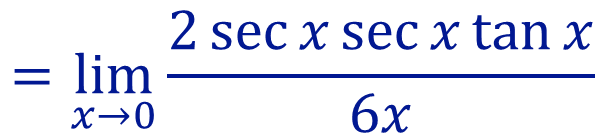 = lim x→0 2 sec x sec x tan x / 6x